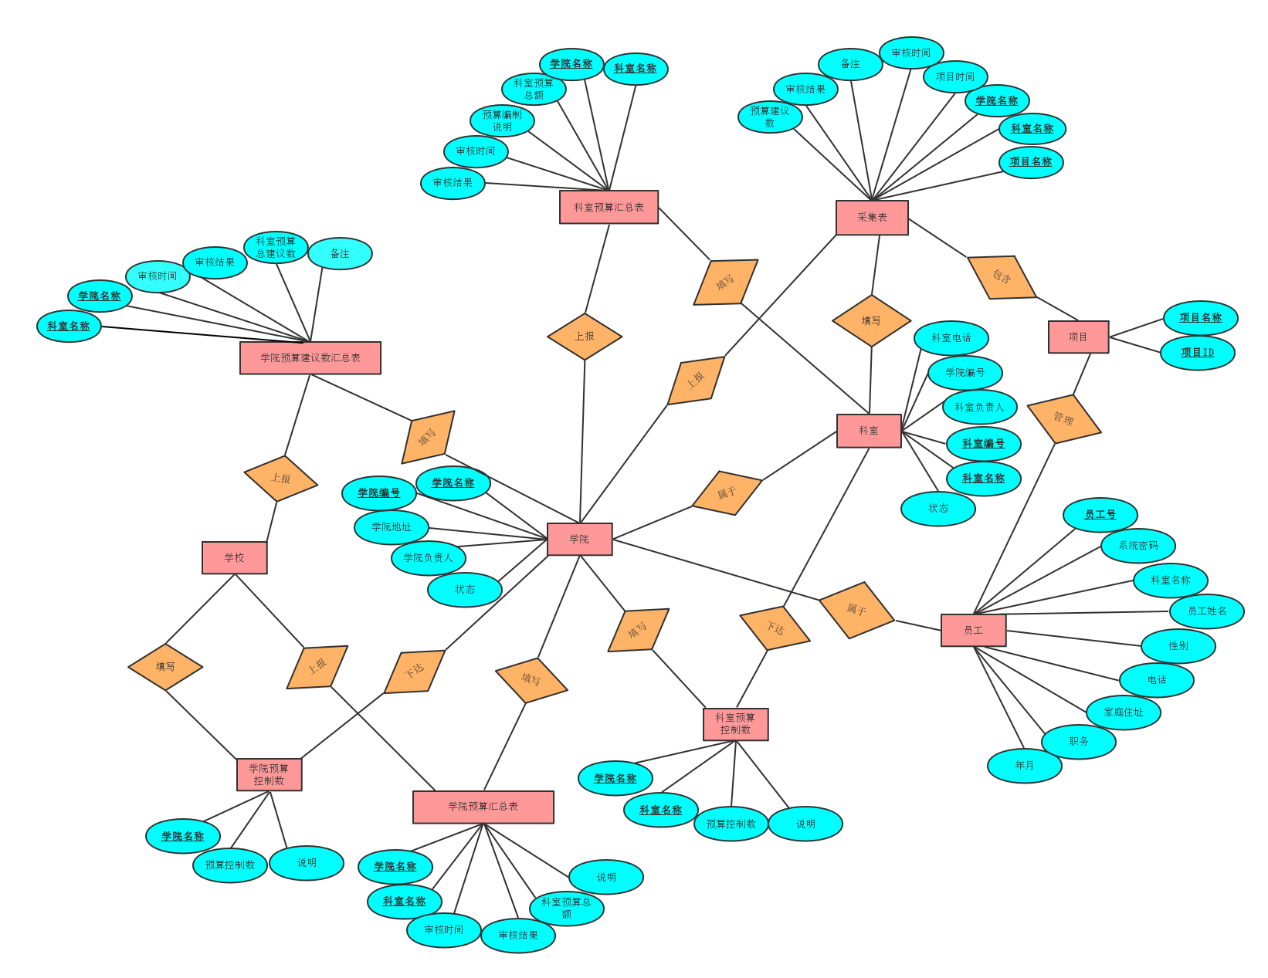 学院名称
科室名称
科室预算
总额
预算编制
说明
审核时间
审核结果
科室预算汇总表
审核时间
备注
项目时间
审核结果
学院名称
预算建议
数
科室名称
项目名称
采集表
科室预算
总建议数
备注
审核结果
审核时间
学院名称
科室名称
学院预算建议数汇总表
填写
包含
上报
填写
项目名称
项目
项目ID
科室电话
上报
学院编号
科室负责人
管理
填写
科室
科室编号
科室名称
上报
学院名称
学院编号
属于
状态
学院地址
员工号
学校
学院
学院负责人
系统密码
状态
科室名称
属于
员工姓名
填写
下达
员工
性别
填写
上报
下达
填写
电话
家庭住址
科室预算
控制数
职务
年月
学院预算
控制数
学院名称
学院预算汇总表
科室名称
预算控制数
说明
学院名称
预算控制数
说明
学院名称
说明
科室名称
科室预算总
额
审核时间
审核结果